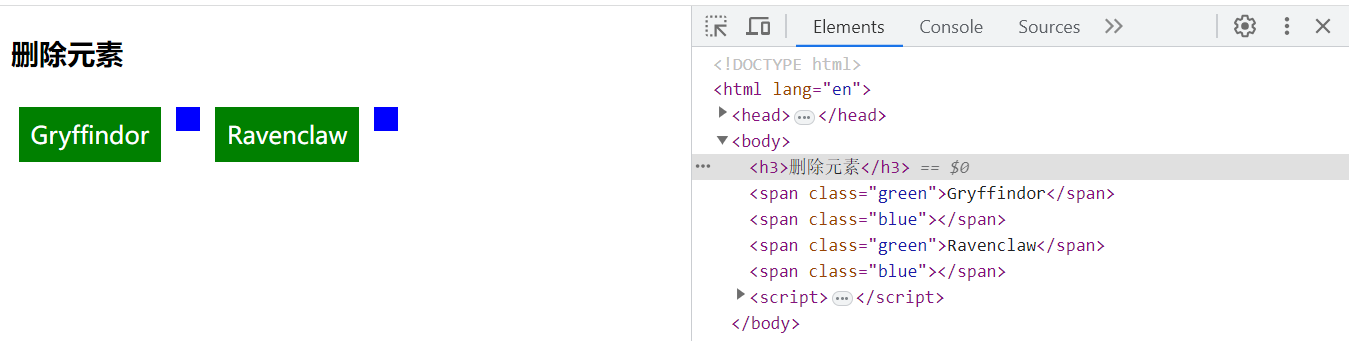 删除元素
Gryffindor
Ravenclaw
Elements Console Sources
<!DOCTYPE html>
<html lang="en">
<head>…</head>
<body>
<h3>删除元素</h3> == $0
<span class="green">Gryffindor</span>
<span class="blue"></span>
<span class="green">Ravenclaw</span>
<span class="blue"></span>
<script>…</script>
</body>